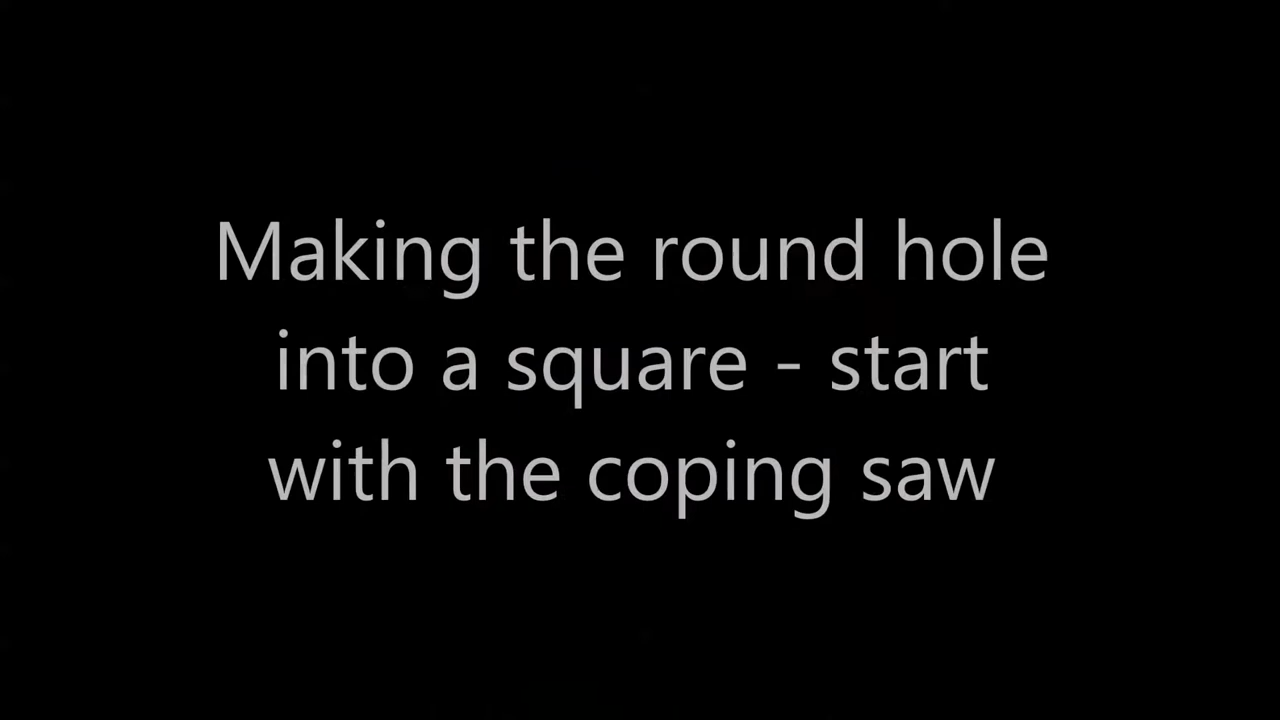 Making the round hole
into a square - start
with the coping saw